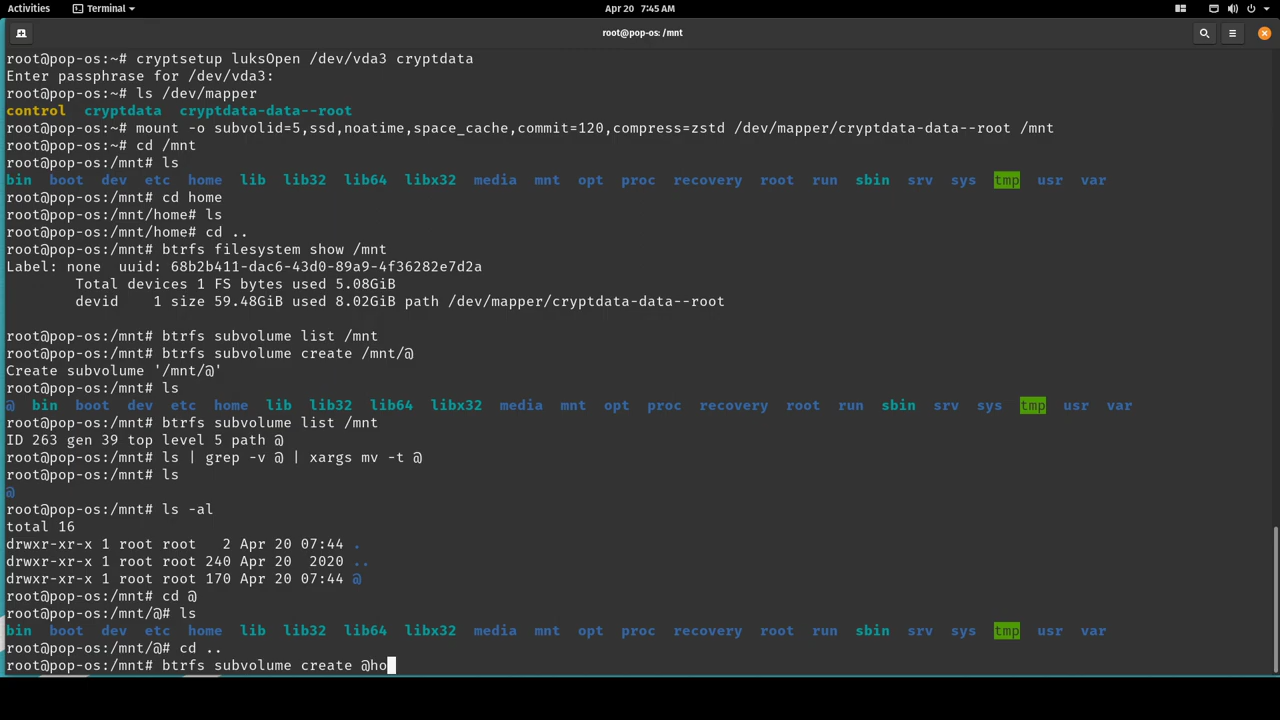 Activities Terminal Apr 20 7:45 AM
root@pop-os: /mnt
root@pop-os:~# cryptsetup luksOpen /dev/vda3 cryptdata
Enter passphrase for /dev/vda3:
root@pop-os:~# ls /dev/mapper
control cryptdata cryptdata-data--root
root@pop-os:~# mount -o subvolid=5,ssd,noatime,space_cache,commit=120,compress=zstd /dev/mapper/cryptdata-data--root /mnt
root@pop-os:~# cd /mnt
root@pop-os:/mnt# ls
bin boot dev etc home lib lib32 lib64 libx32 media mnt opt proc recovery root run sbin srv sys tmp usr var
root@pop-os:/mnt# cd home
root@pop-os:/mnt/home# ls
root@pop-os:/mnt/home# cd ..
root@pop-os:/mnt# btrfs filesystem show /mnt
Label: none uuid: 68b2b411-dac6-43d0-89a9-4f36282e7d2a
Total devices 1 FS bytes used 5.08GiB
devid 1 size 59.48GiB used 8.02GiB path /dev/mapper/cryptdata-data--root
root@pop-os:/mnt# btrfs subvolume list /mnt
root@pop-os:/mnt# btrfs subvolume create /mnt/@
Create subvolume '/mnt/@'
root@pop-os:/mnt# ls
@ bin boot dev etc home lib lib32 lib64 libx32 media mnt opt proc recovery root run sbin srv sys tmp usr var
root@pop-os:/mnt# btrfs subvolume list /mnt
ID 263 gen 39 top level 5 path @
root@pop-os:/mnt# ls | grep -v @ | xargs mv -t @
root@pop-os:/mnt# ls
@
root@pop-os:/mnt# ls -al
total 16
drwxr-xr-x 1 root root 2 Apr 20 07:44 .
drwxr-xr-x 1 root root 240 Apr 20 2020 ..
drwxr-xr-x 1 root root 170 Apr 20 07:44 @
root@pop-os:/mnt# cd @
root@pop-os:/mnt/@# ls
bin boot dev etc home lib lib32 lib64 libx32 media mnt opt proc recovery root run sbin srv sys tmp usr var
root@pop-os:/mnt/@# cd ..
root@pop-os:/mnt# btrfs subvolume create @ho